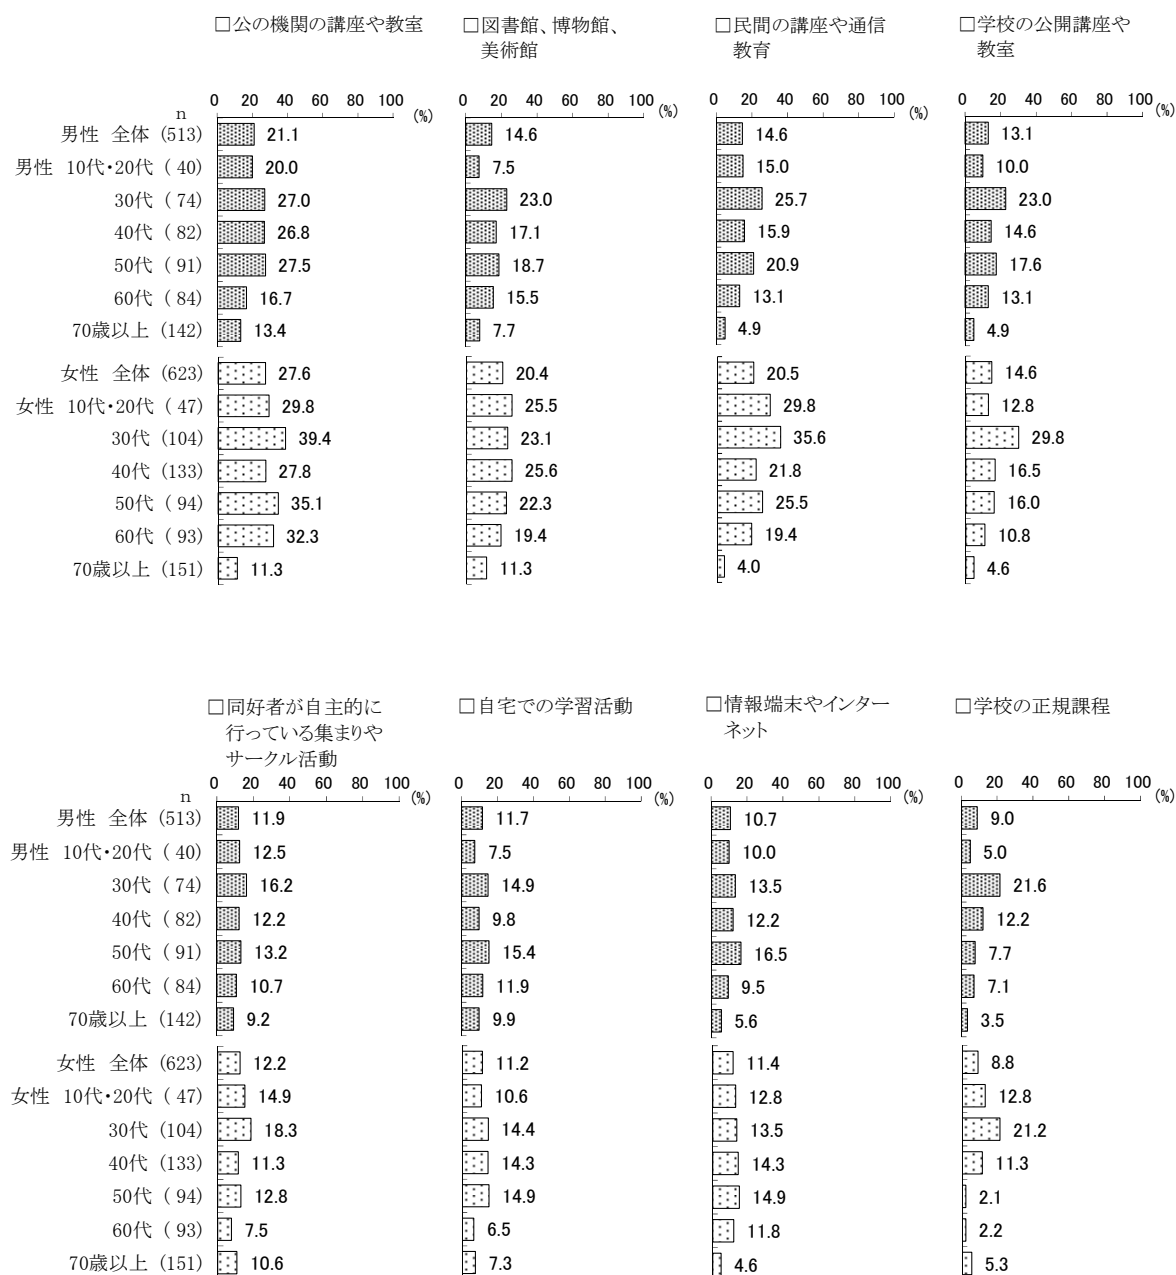 □公の機関の講座や教室
□図書館、博物館、
美術館
□民間の講座や通信
教育
□学校の公開講座や
教室
0 20 40 60 80 100 (%)
0 20 40 60 80 100 (%)
0 20 40 60 80 100 (%)
0 20 40 60 80 100 (%)
n
男性 全体 (513) 21.1 14.6 14.6 13.1
男性 10代・20代 ( 40) 20.0 7.5 15.0 10.0
30代 ( 74) 27.0 23.0 25.7 23.0
40代 ( 82) 26.8 17.1 15.9 14.6
50代 ( 91) 27.5 18.7 20.9 17.6
60代 ( 84) 16.7 15.5 13.1 13.1
70歳以上 (142) 13.4 7.7 4.9 4.9
女性 全体 (623) 27.6 20.4 20.5 14.6
女性 10代・20代 ( 47) 29.8 25.5 29.8 12.8
30代 (104) 39.4 23.1 35.6 29.8
40代 (133) 27.8 25.6 21.8 16.5
50代 ( 94) 35.1 22.3 25.5 16.0
60代 ( 93) 32.3 19.4 19.4 10.8
70歳以上 (151) 11.3 11.3 4.0 4.6
□同好者が自主的に
行っている集まりや
サークル活動
□自宅での学習活動
□情報端末やインター
ネット
□学校の正規課程
0 20 40 60 80 100 (%)
0 20 40 60 80 100 (%)
0 20 40 60 80 100 (%)
0 20 40 60 80 100 (%)
n
男性 全体 (513) 11.9 11.7 10.7 9.0
男性 10代・20代 ( 40) 12.5 7.5 10.0 5.0
30代 ( 74) 16.2 14.9 13.5 21.6
40代 ( 82) 12.2 9.8 12.2 12.2
50代 ( 91) 13.2 15.4 16.5 7.7
60代 ( 84) 10.7 11.9 9.5 7.1
70歳以上 (142) 9.2 9.9 5.6 3.5
女性 全体 (623) 12.2 11.2 11.4 8.8
女性 10代・20代 ( 47) 14.9 10.6 12.8 12.8
30代 (104) 18.3 14.4 13.5 21.2
40代 (133) 11.3 14.3 14.3 11.3
50代 ( 94) 12.8 14.9 14.9 2.1
60代 ( 93) 7.5 6.5 11.8 2.2
70歳以上 (151) 10.6 7.3 4.6 5.3